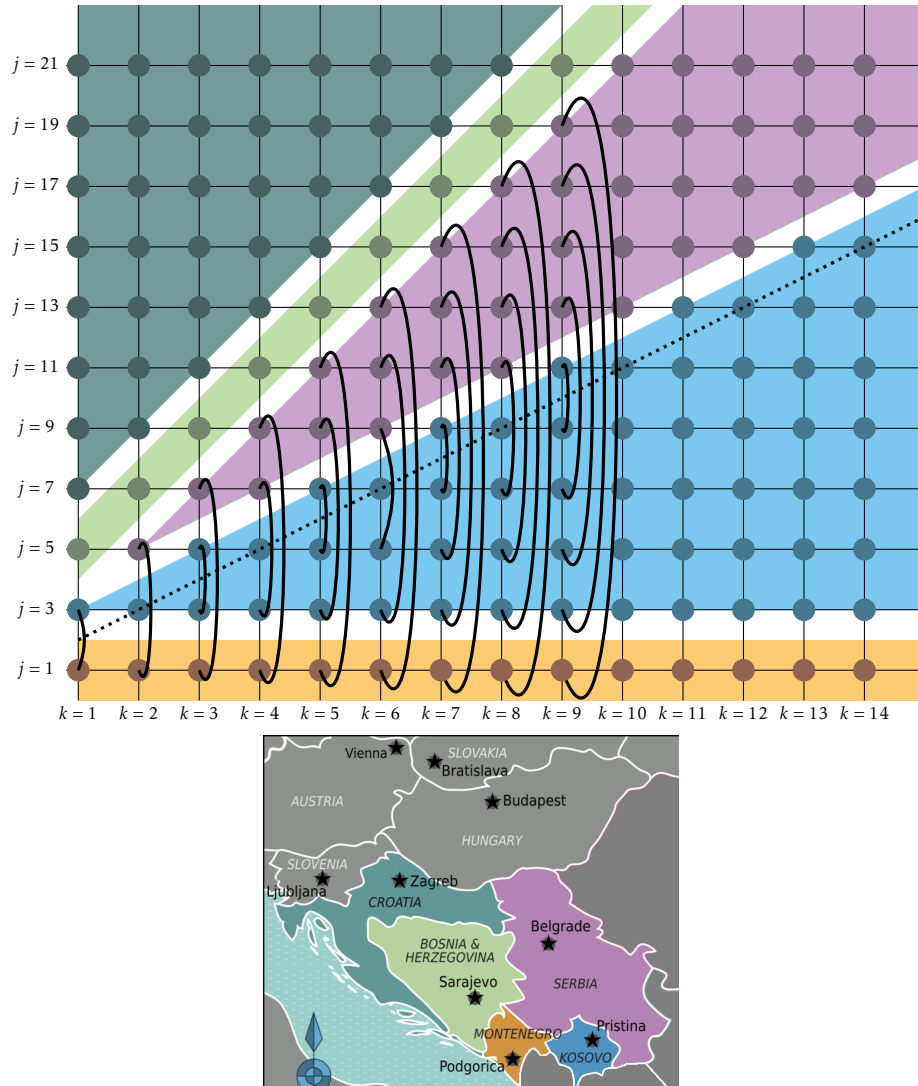 j = 21
j = 19
j = 17
j = 15
j = 13
j = 11
j = 9
j = 7
j = 5
j = 3
j = 1
k = 1 k = 2 k = 3 k = 4 k = 5 k = 6 k = 7 k = 8 k = 9 k = 10 k = 11 k = 12 k = 13 k = 14
Vienna
SLOVAKIA
Bratislava
AUSTRIA
Budapest
HUNGARY
SLOVENIA
Ljubljana
Zagreb
CROATIA
Belgrade
BOSNIA &
HERZEGOVINA
Sarajevo
SERBIA
MONTENEGRO
Pristina
KOSOVO
Podgorica